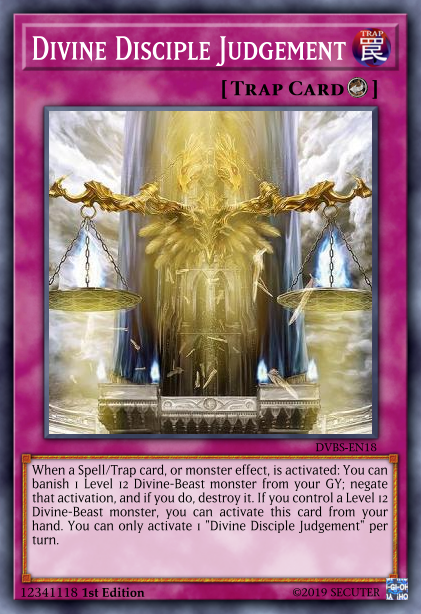 DIVINE DISCIPLE JUDGEMENT
TRAP
罠
[TRAP CARD]
DVBS-EN18
When a Spell/Trap card, or monster effect, is activated: You can
banish 1 Level 12 Divine-Beast monster from your GY; negate
that activation, and if you do, destroy it. If you control a Level 12
Divine-Beast monster, you can activate this card from your
hand. You can only activate 1 "Divine Disciple Judgement" per
turn.
12341118 1st Edition
©2019 SECUTER